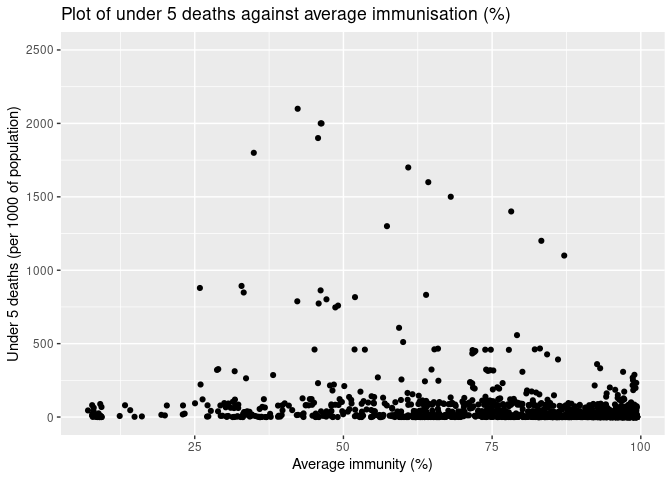 Plot of under 5 deaths against average immunisation (%)
2500
2000
1500
1000
500
0
Under 5 deaths (per 1000 of population)
25 50 75 100
Average immunity (%)